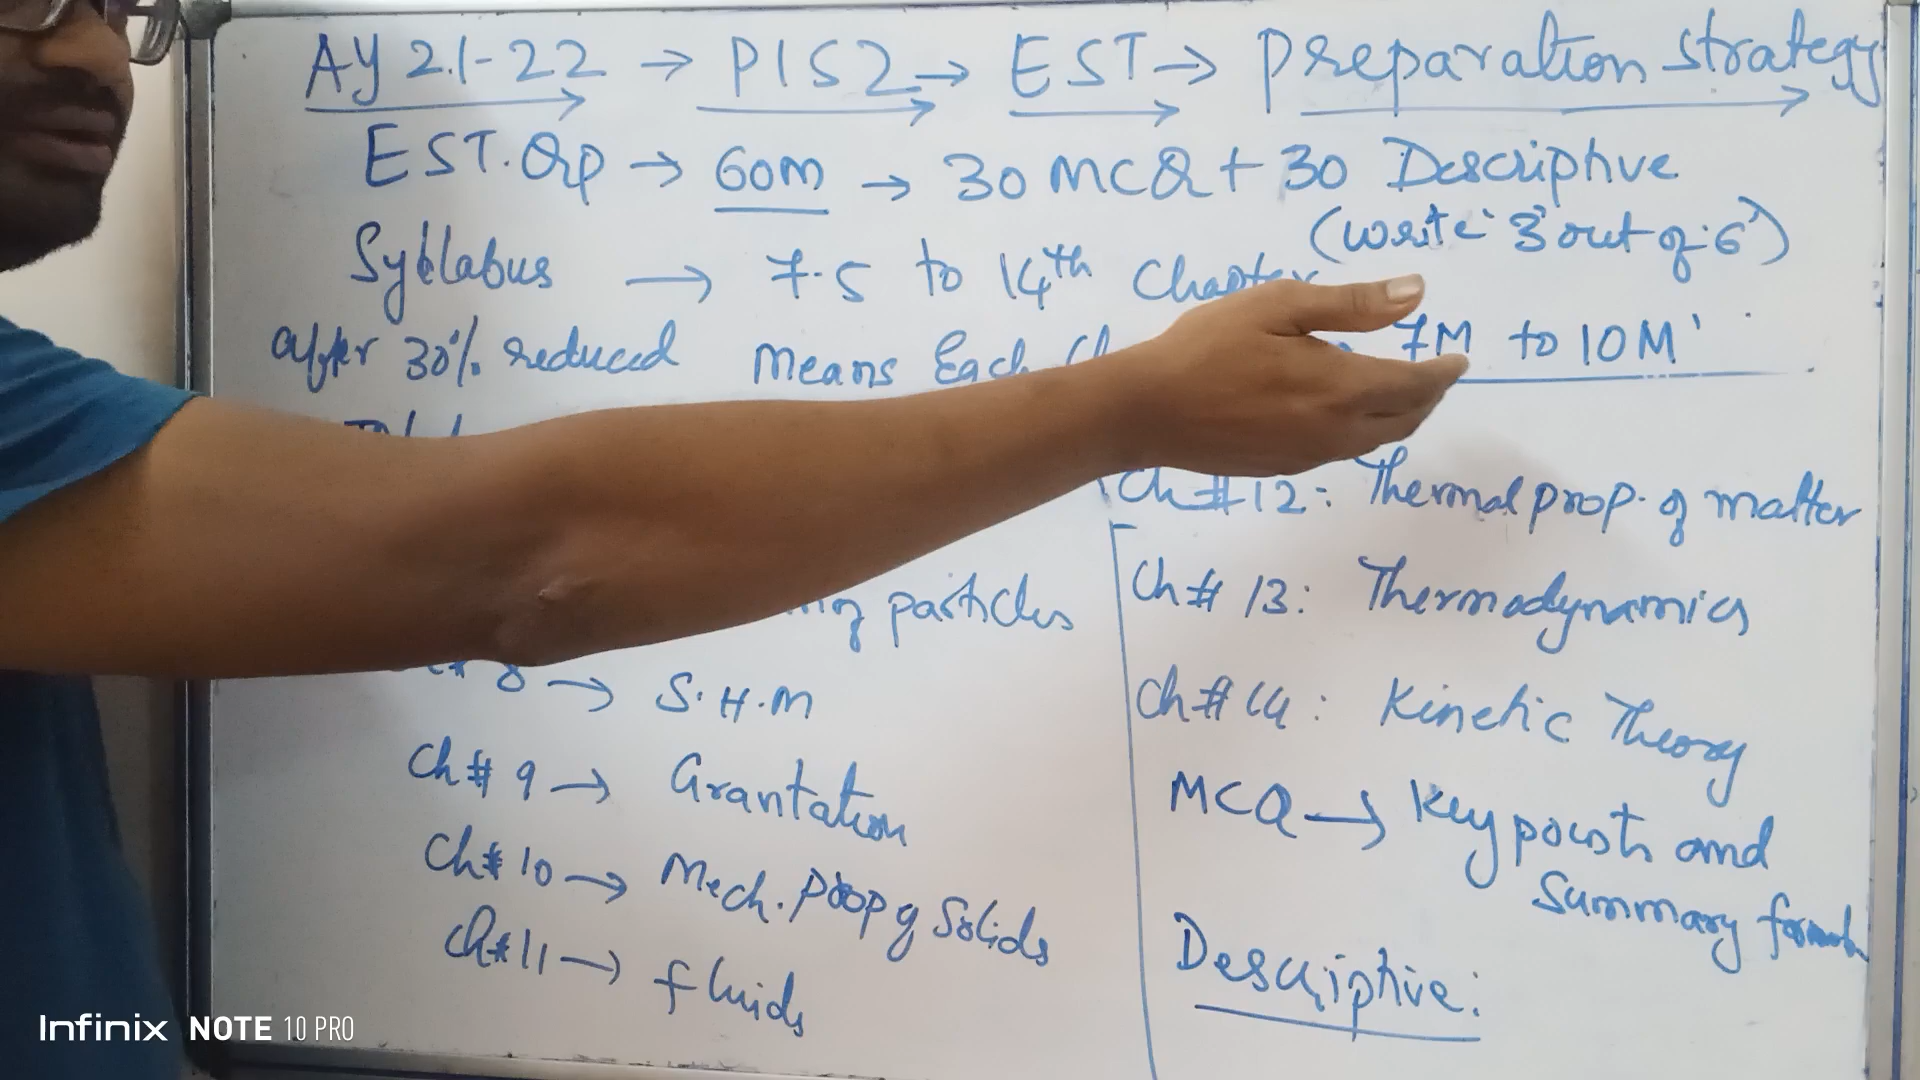 AY 21-22 → P1S2 → EST → Preparation strategy
EST. Qp → 60M → 30 MCQ + 30 Descriptive
(write '3' out of '6')
Syllabus → 7.5 to 14th Chapter
after 30% reduced means Each 7M to 10M
particles
8 → S.H.M
Ch# 9 → Gravitation
Ch# 10 → Mech. Prop of Solids
Ch# 11 → fluids
Ch# 12: Thermal prop. of matter
Ch# 13: Thermodynamics
Ch# 14: Kinetic Theory
MCQ → Key points and
Summary
Descriptive:
Infinix NOTE 10 PRO